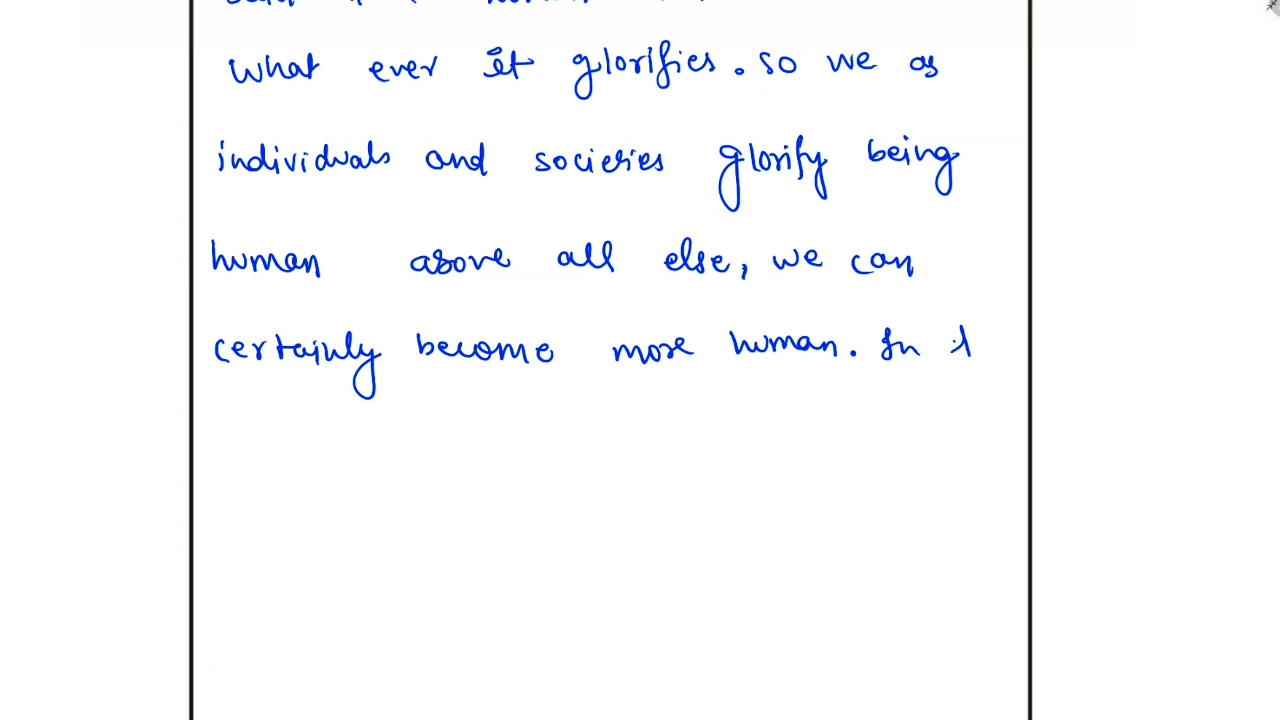 what ever it glorifies. so we as
individuals and societies glorify being
human above all else, we can
certainly become more human. In